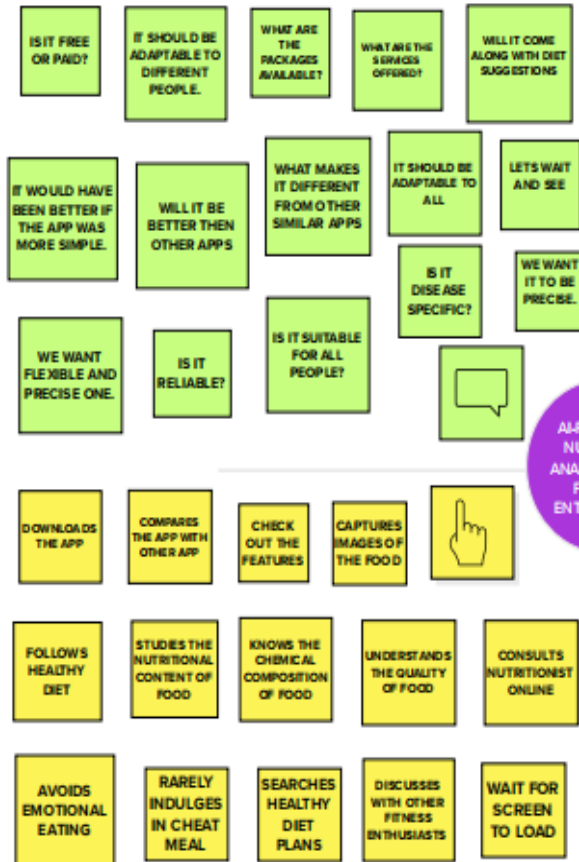 IS IT FREE
OR PAID?
IT SHOULD BE
ADAPTABLE TO
DIFFERENT
PEOPLE.
WHAT ARE
THE
PACKAGES
AVAILABLE?
WHAT ARE THE
SERVICES
OFFERED?
WILL IT COME
ALONG WITH DIET
SUGGESTIONS
IT WOULD HAVE
BEEN BETTER IF
THE APP WAS
MORE SIMPLE.
WILL IT BE
BETTER THEN
OTHER APPS
WHAT MAKES
IT DIFFERENT
FROM OTHER
SIMILAR APPS
IT SHOULD BE
ADAPTABLE TO
ALL
LETS WAIT
AND SEE
IS IT
DISEASE
SPECIFIC?
WE WANT
IT TO BE
PRECISE.
WE WANT
FLEXIBLE AND
PRECISE ONE.
IS IT
RELIABLE?
IS IT SUITABLE
FOR ALL
PEOPLE?
DOWNLOADS
THE APP
COMPARES
THE APP WITH
OTHER APP
CHECK
OUT THE
FEATURES
CAPTURES
IMAGES OF
THE FOOD
FOLLOWS
HEALTHY
DIET
STUDIES THE
NUTRITIONAL
CONTENT OF
FOOD
KNOWS THE
CHEMICAL
COMPOSITION
OF FOOD
UNDERSTANDS
THE QUALITY
OF FOOD
CONSULTS
NUTRITIONIST
ONLINE
AVOIDS
EMOTIONAL
EATING
RARELY
INDULGES
IN CHEAT
MEAL
SEARCHES
HEALTHY
DIET
PLANS
DISCUSSES
WITH OTHER
FITNESS
ENTHUSIASTS
WAIT FOR
SCREEN
TO LOAD